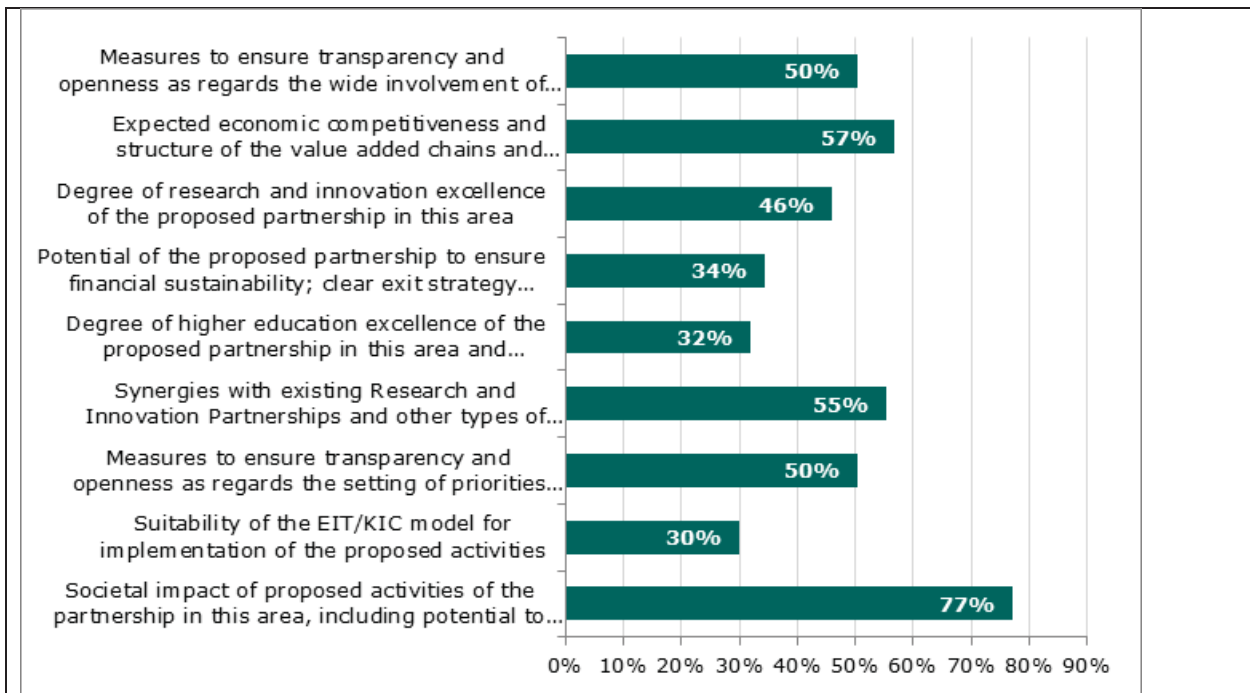 Measures to ensure transparency and
openness as regards the wide involvement of...
50%
Expected economic competitiveness and
structure of the value added chains and...
57%
Degree of research and innovation excellence
of the proposed partnership in this area
46%
Potential of the proposed partnership to ensure
financial sustainability; clear exit strategy...
34%
Degree of higher education excellence of the
proposed partnership in this area and...
32%
Synergies with existing Research and
Innovation Partnerships and other types of...
55%
Measures to ensure transparency and
openness as regards the setting of priorities...
50%
Suitability of the EIT/KIC model for
implementation of the proposed activities
30%
Societal impact of proposed activities of the
partnership in this area, including potential to...
77%
0% 10% 20% 30% 40% 50% 60% 70% 80% 90%